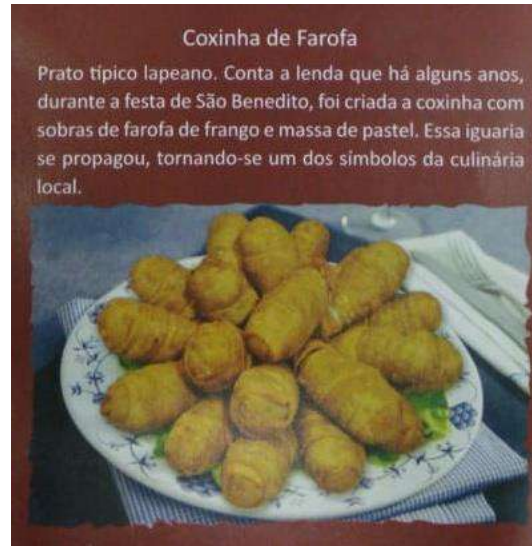 Coxinha de Farofa
Prato típico lapeano. Conta a lenda que há alguns anos,
durante a festa de São Benedito, foi criada a coxinha com
sobras de farofa de frango e massa de pastel. Essa iguaria
se propagou, tornando-se um dos símbolos da culinária
local.